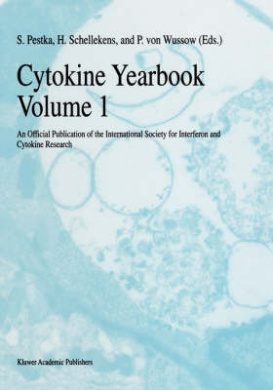 S. Pestka, H. Schellekens, and P. von Wussow (Eds.)
Cytokine Yearbook
Volume 1
An Official Publication of the International Society for Interferon and
Cytokine Research
Kluwer Academic Publishers